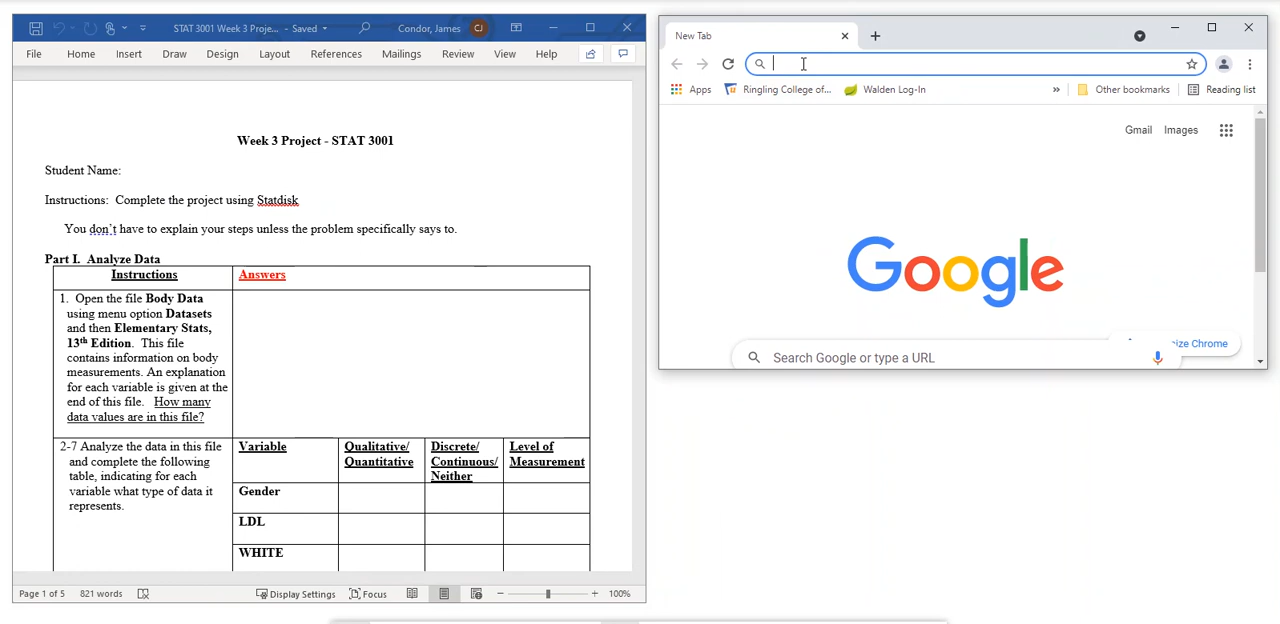 STAT 3001 Week 3 Proje... - Saved
Condor, James
CJ
File Home Insert Draw Design Layout References Mailings Review View Help
Week 3 Project - STAT 3001
Student Name:
Instructions: Complete the project using Statdisk
You don't have to explain your steps unless the problem specifically says to.
Part I. Analyze Data
Instructions
Answers
1. Open the file Body Data
using menu option Datasets
and then Elementary Stats,
13th Edition. This file
contains information on body
measurements. An explanation
for each variable is given at the
end of this file. How many
data values are in this file?
2-7 Analyze the data in this file
and complete the following
table, indicating for each
variable what type of data it
represents.
Variable
Qualitative/
Quantitative
Discrete/
Continuous/
Neither
Level of
Measurement
Gender
LDL
WHITE
Page 1 of 5 821 words Display Settings Focus 100%
New Tab
Apps Ringling College of... Walden Log-In » Other bookmarks Reading list
Gmail Images
Google
Search Google or type a URL
ize Chrome